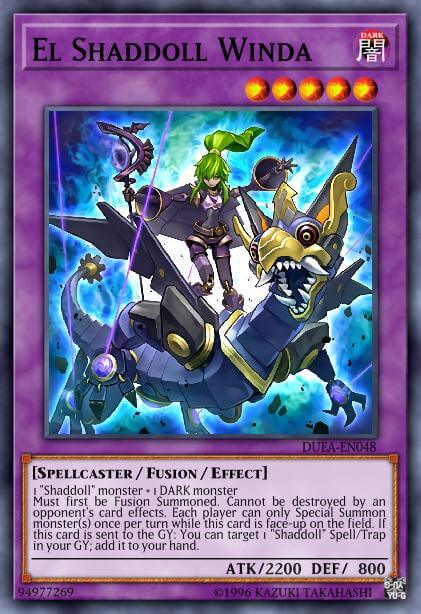 El Shaddoll Winda
DARK
闇
DUEA-EN048
[Spellcaster / Fusion / Effect]
1 "Shaddoll" monster + 1 DARK monster
Must first be Fusion Summoned. Cannot be destroyed by an
opponent's card effects. Each player can only Special Summon
monster(s) once per turn while this card is face-up on the field. If
this card is sent to the GY: You can target 1 "Shaddoll" Spell/Trap
in your GY; add it to your hand.
ATK/2200 DEF/ 800
94977269
©1996 KAZUKI TAKAHASHI